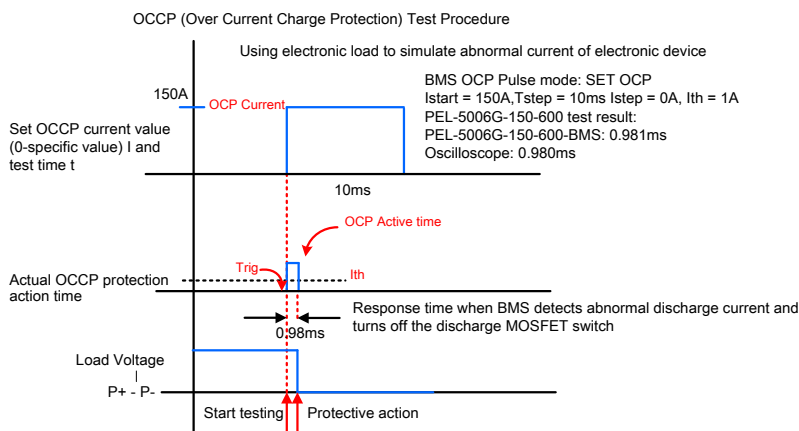 OCCP (Over Current Charge Protection) Test Procedure
Using electronic load to simulate abnormal current of electronic device
BMS OCP Pulse mode: SET OCP
Istart = 150A,Tstep = 10ms Istep = 0A, Ith = 1A
PEL-5006G-150-600 test result:
PEL-5006G-150-600-BMS: 0.981ms
Oscilloscope: 0.980ms
150A
OCP Current
Set OCCP current value
(0-specific value) I and
test time t
10ms
OCP Active time
Trig
Ith
Actual OCCP protection
action time
Response time when BMS detects abnormal discharge current and
turns off the discharge MOSFET switch
0.98ms
Load Voltage
|
P+ - P-
Start testing
Protective action